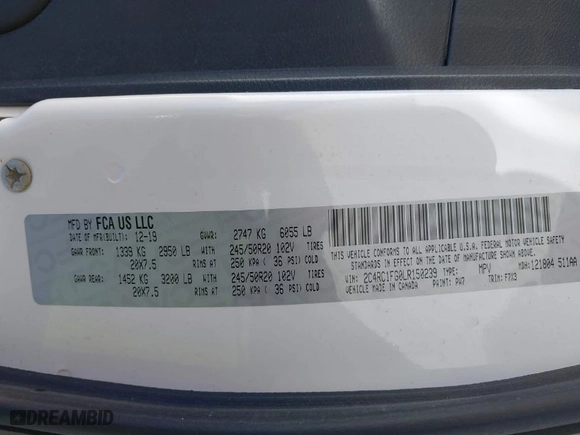 MFD BY FCA US LLC
DATE OF MFR(BUILT): 12-19 GVWR: 2747 KG 6055 LB
GAWR FRONT: 1339 KG 2950 LB WITH 245/50R20 102V TIRES
20X7.5 RIMS AT 250 KPA ( 36 PSI) COLD
GAWR REAR: 1452 KG 3200 LB WITH 245/50R20 102V TIRES
20X7.5 RIMS AT 250 KPA ( 36 PSI) COLD
THIS VEHICLE CONFORMS TO ALL APPLICABLE U.S.A. FEDERAL MOTOR VEHICLE SAFETY
STANDARDS IN EFFECT ON THE DATE OF MANUFACTURE SHOWN ABOVE.
VIN: 2C4RC1FG0LR150239 TYPE: MPV MDH: 121804 511AA
VEHICLE MADE IN CANADA PAINT: PW7 TRIM: F7X3
DREAMBID